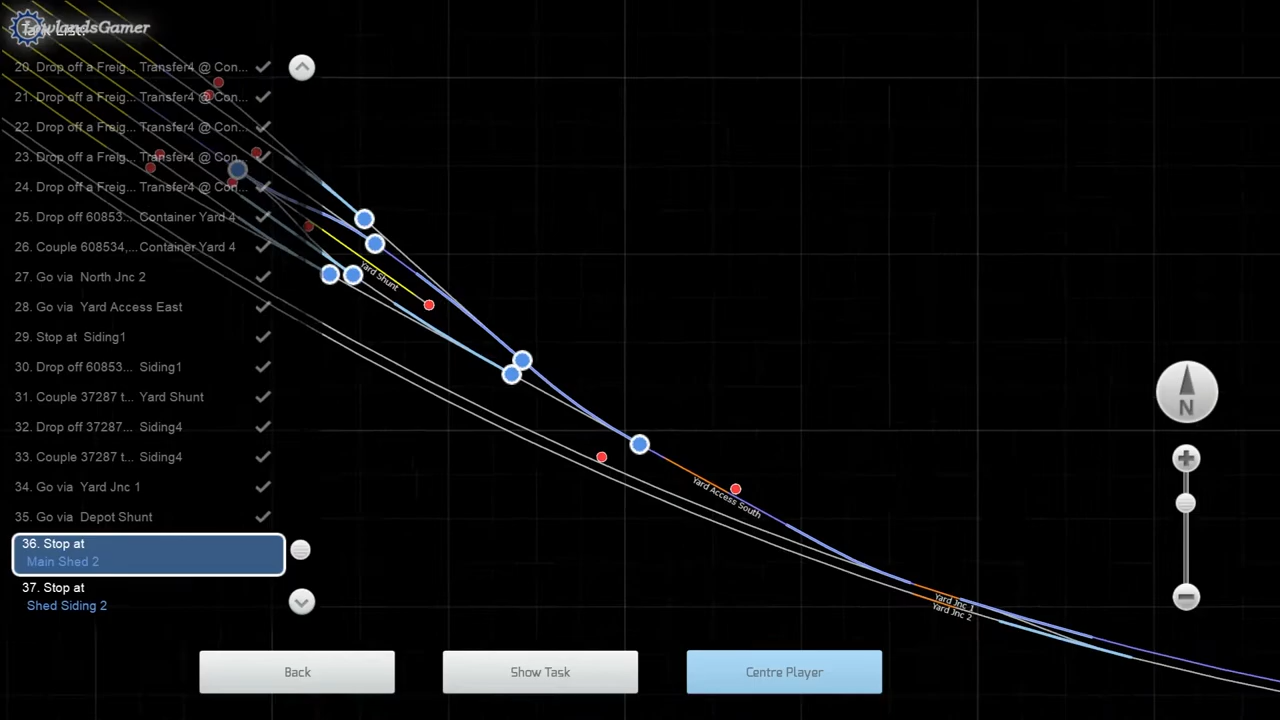 LowlandsGamer
Task List:
20. Drop off a Freig... Transfer4 @ Con...
21. Drop off a Freig... Transfer4 @ Con...
22. Drop off a Freig... Transfer4 @ Con...
23. Drop off a Freig... Transfer4 @ Con...
24. Drop off a Freig... Transfer4 @ Con...
25. Drop off 60853... Container Yard 4
26. Couple 608534,... Container Yard 4
27. Go via North Jnc 2
28. Go via Yard Access East
29. Stop at Siding1
30. Drop off 60853... Siding1
31. Couple 37287 t... Yard Shunt
32. Drop off 37287... Siding4
33. Couple 37287 t... Siding4
34. Go via Yard Jnc 1
35. Go via Depot Shunt
36. Stop at
Main Shed 2
37. Stop at
Shed Siding 2
Yard Shunt
Yard Access South
Yard Jnc 1
Yard Jnc 2
N
Back
Show Task
Centre Player